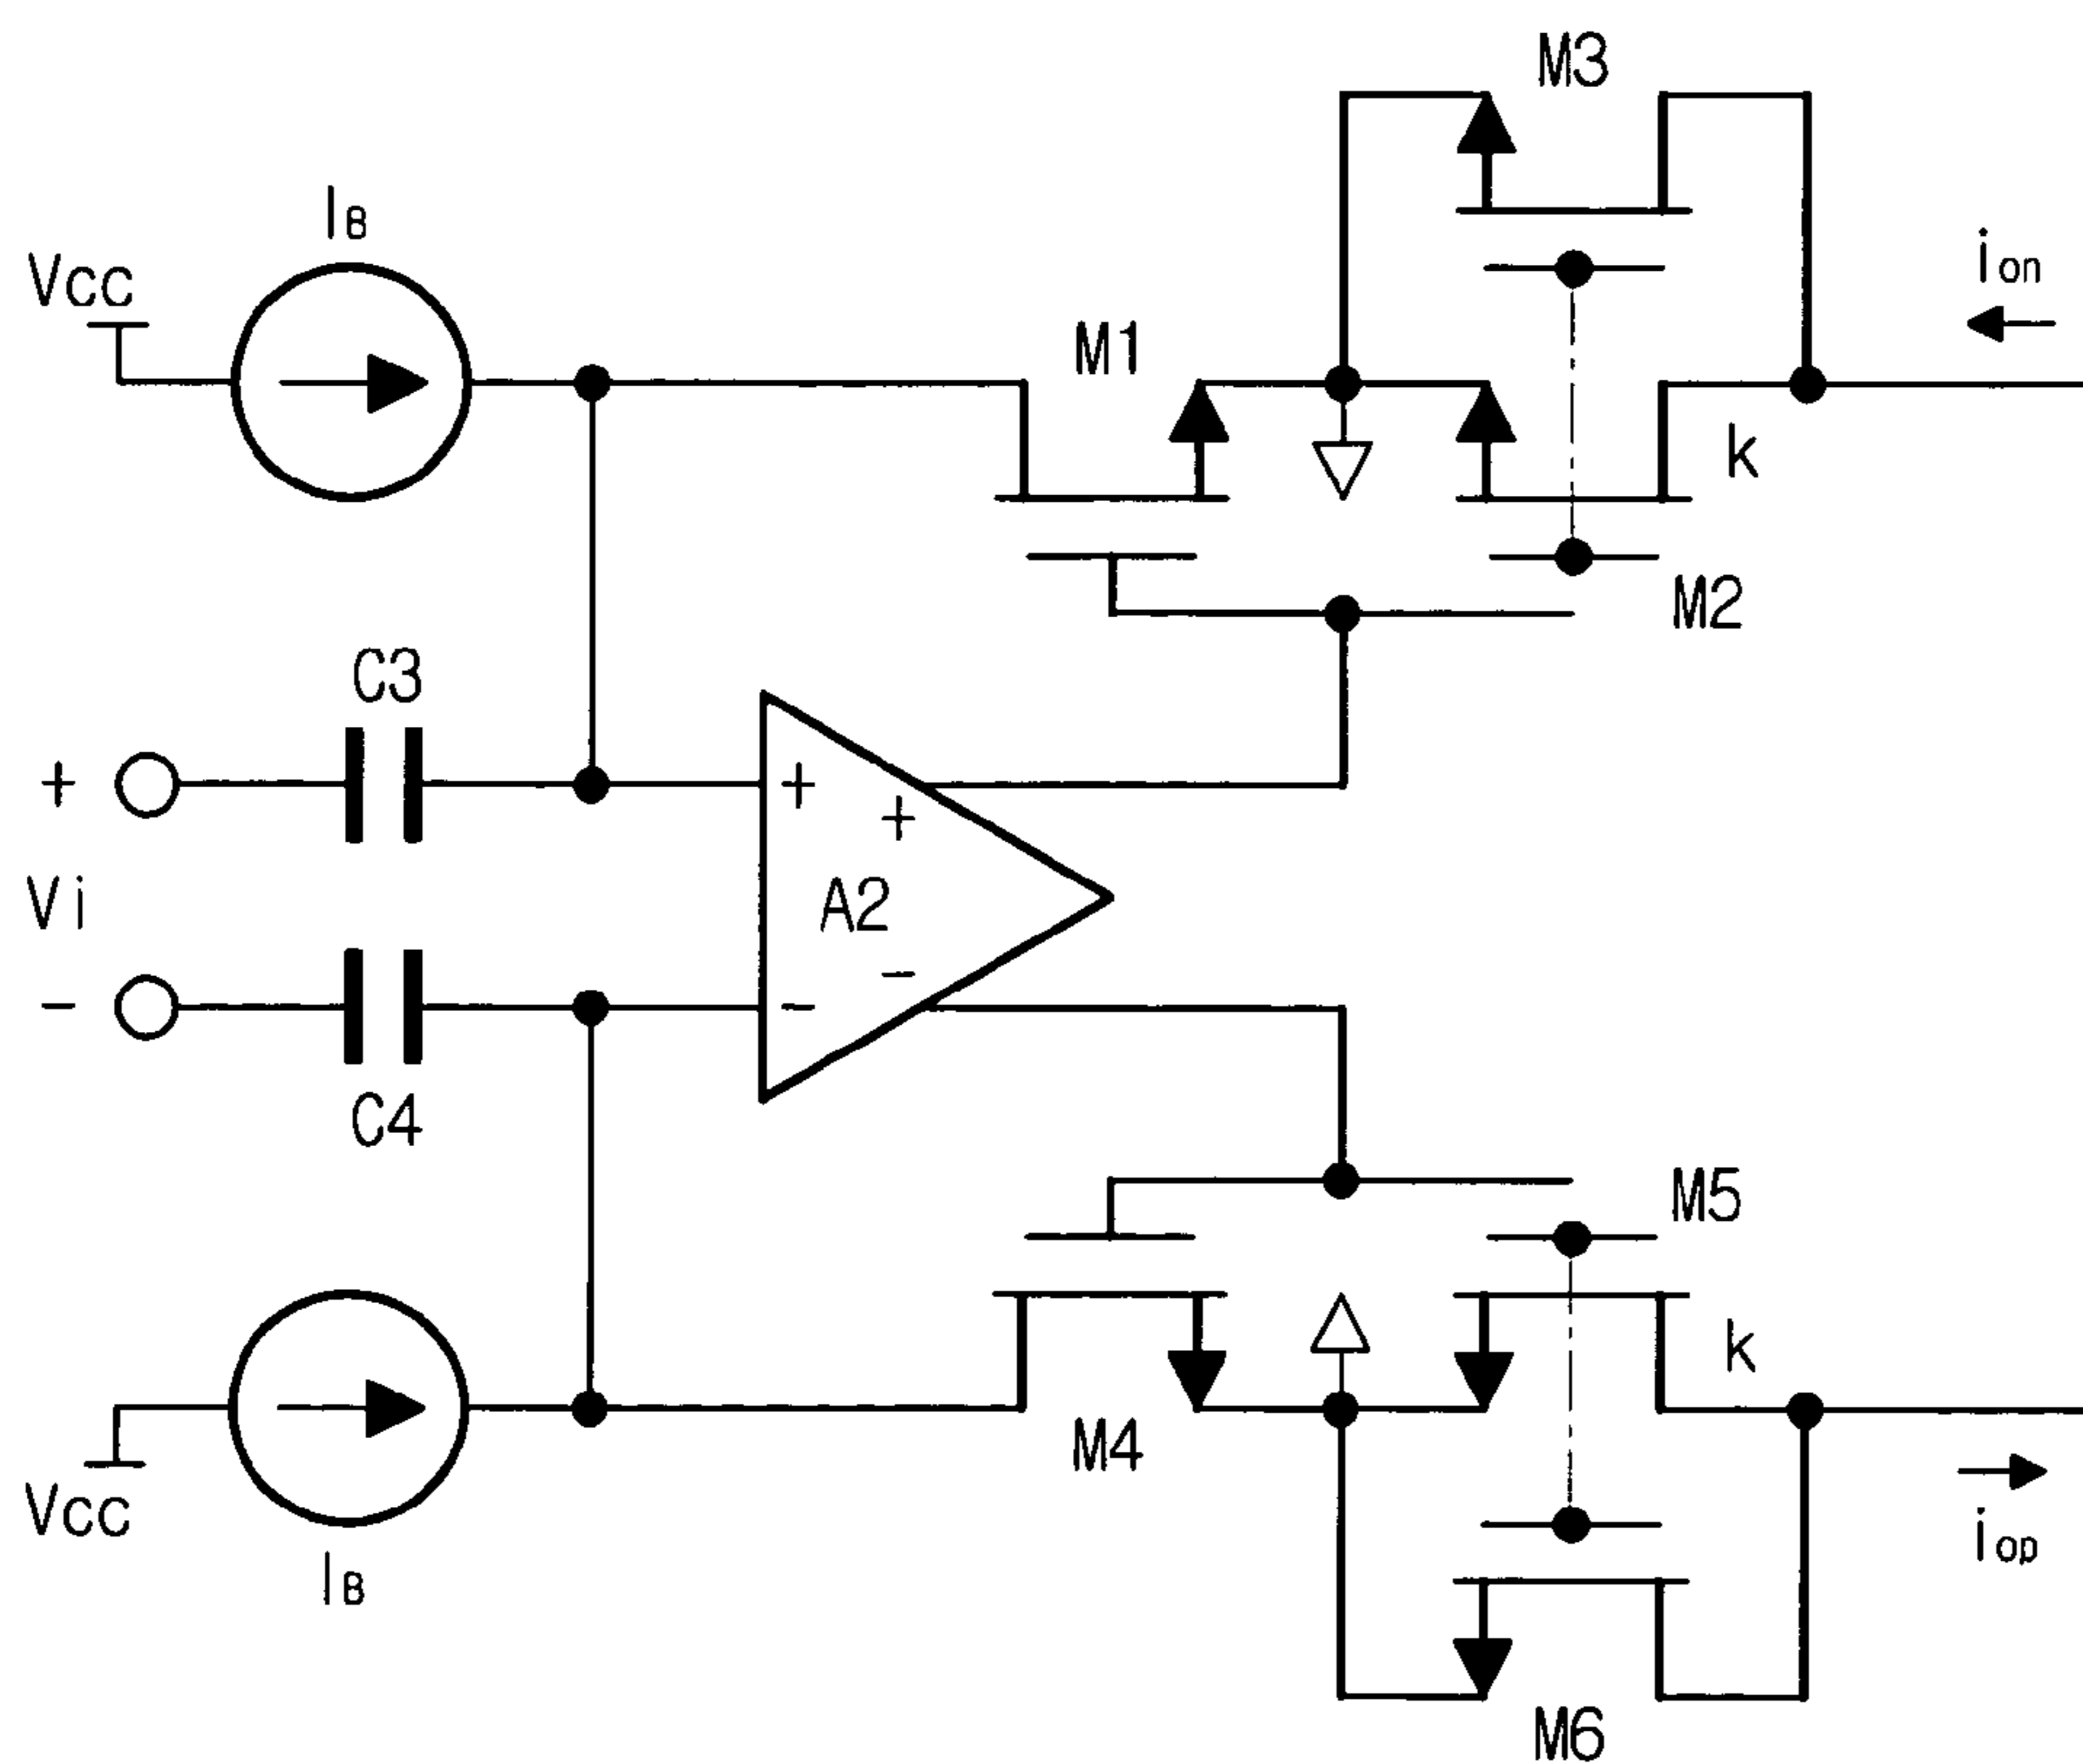 M3
IB
VCC
ion
M1
k
M2
C3
+
+
+
Vi
A2
-
-
-
C4
M5
k
M4
VCC
IB
iop
M6